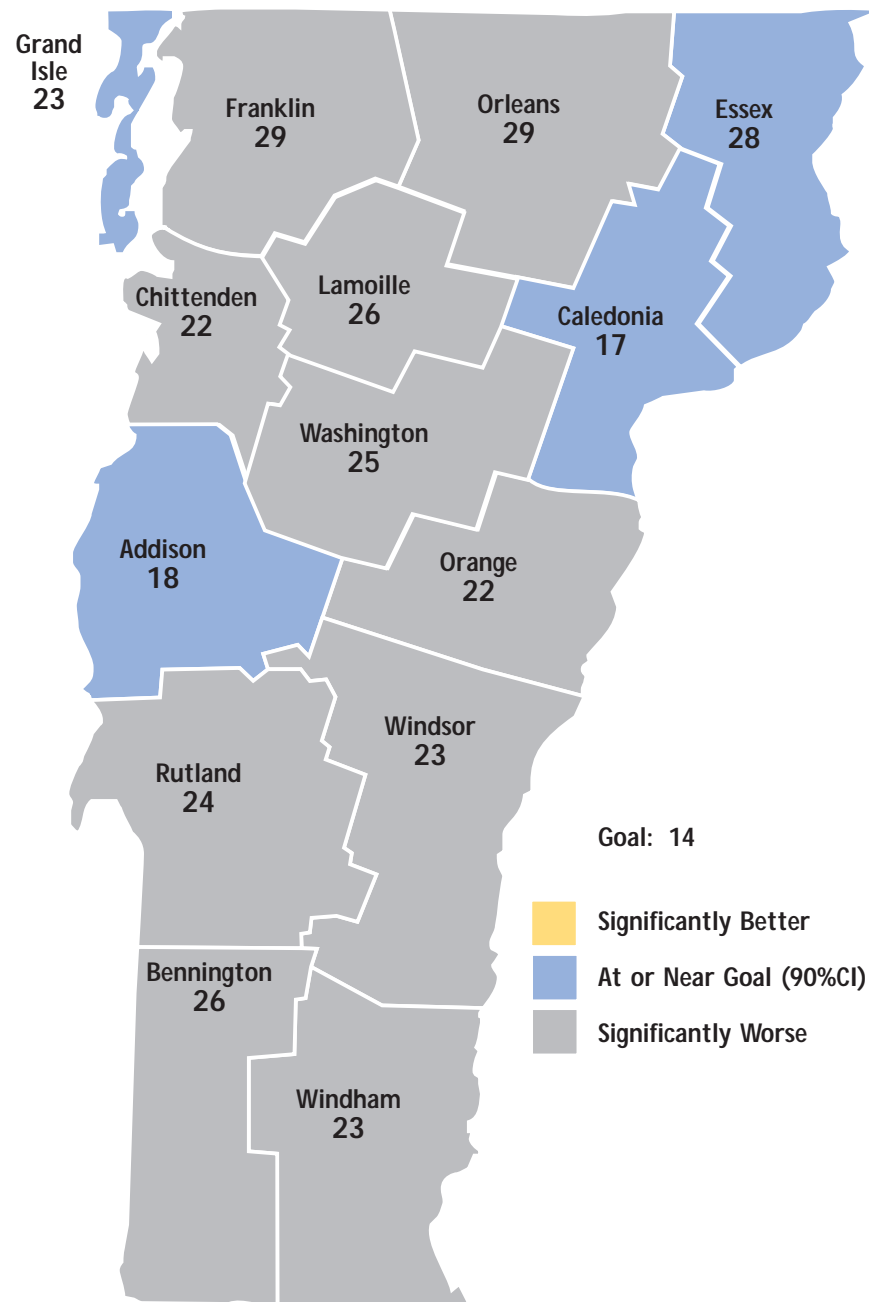 Grand
Isle
23
Franklin
29
Orleans
29
Essex
28
Chittenden
22
Lamoille
26
Caledonia
17
Washington
25
Addison
18
Orange
22
Windsor
23
Rutland
24
Bennington
26
Windham
23
Goal: 14
Significantly Better
At or Near Goal (90%CI)
Significantly Worse